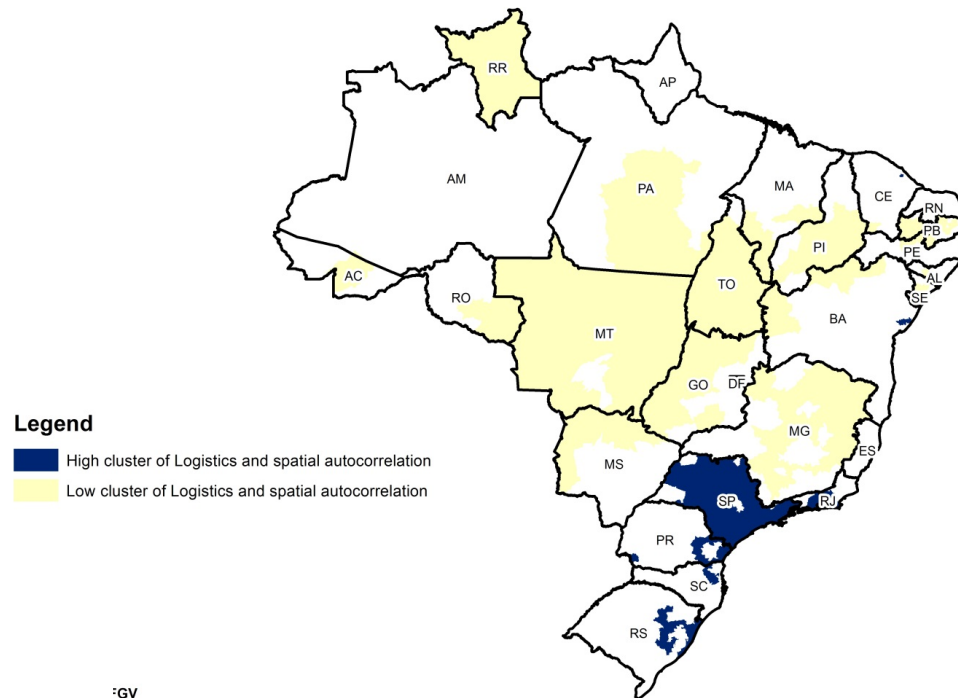 RR
AP
AM
PA
MA
CE
RN
PB
PE
PI
AL
SE
AC
RO
TO
BA
MT
GO
DF
MG
ES
MS
SP
RJ
PR
SC
RS
Legend
High cluster of Logistics and spatial autocorrelation
Low cluster of Logistics and spatial autocorrelation
GV